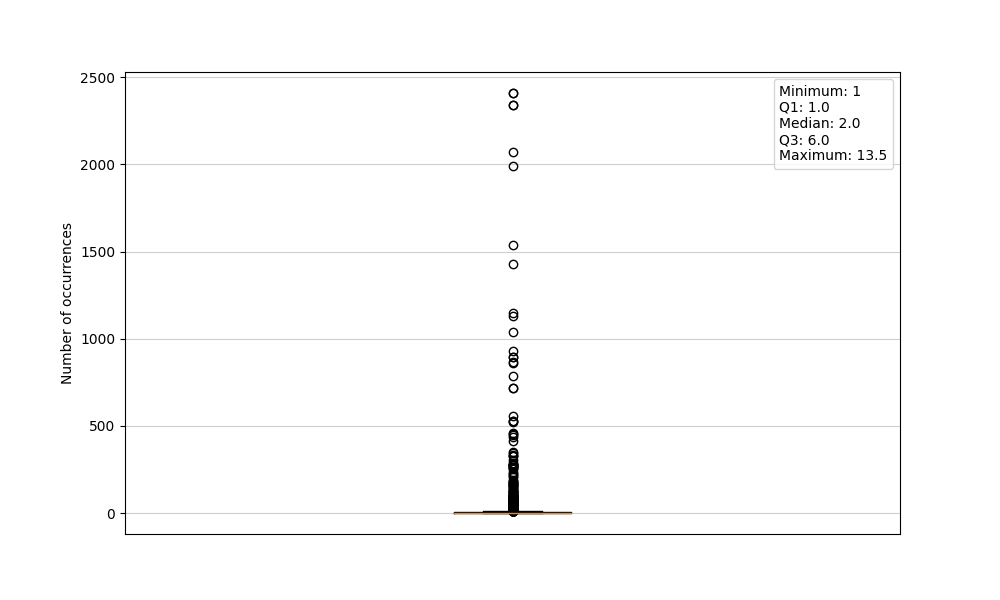 2500
2000
1500
1000
500
0
Number of occurrences
Minimum: 1
Q1: 1.0
Median: 2.0
Q3: 6.0
Maximum: 13.5